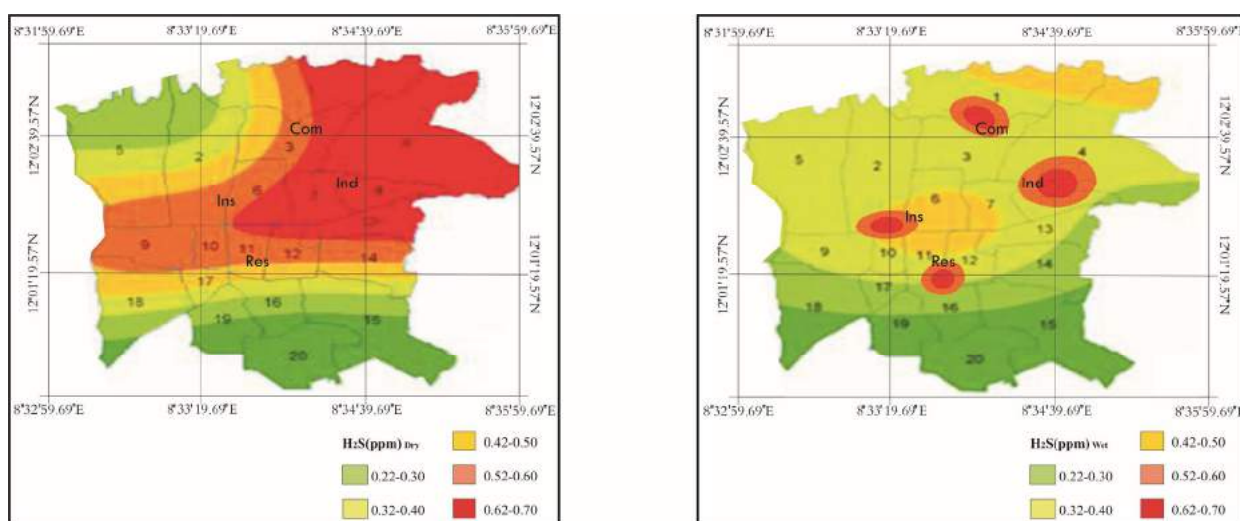 8°31'59.69"E 8°33'19.69"E 8°34'39.69"E 8°35'59.69"E
12°02'39.57"N 12°02'39.57"N
12°01'19.57"N 12°01'19.57"N
Com
5 2 3
6 Ind
Ins
9 10 11 12 14
Res
17
18 16
19 15
20
8°32'59.69"E 8°33'19.69"E 8°34'39.69"E 8°35'59.69"E
H2S(ppm) Dry
0.22-0.30
0.32-0.40
0.42-0.50
0.52-0.60
0.62-0.70
8°31'59.69"E 8°33'19.69"E 8°34'39.69"E 8°35'59.69"E
12°02'39.57"N 12°02'39.57"N
12°01'19.57"N 12°01'19.57"N
1
Com
5 2 3 4
Ind
6 7
Ins
13
9 10 11 12 14
Res
17
18 16
19 15
20
8°32'59.69"E 8°33'19.69"E 8°34'39.69"E 8°35'59.69"E
H2S(ppm) Wet
0.22-0.30
0.32-0.40
0.42-0.50
0.52-0.60
0.62-0.70